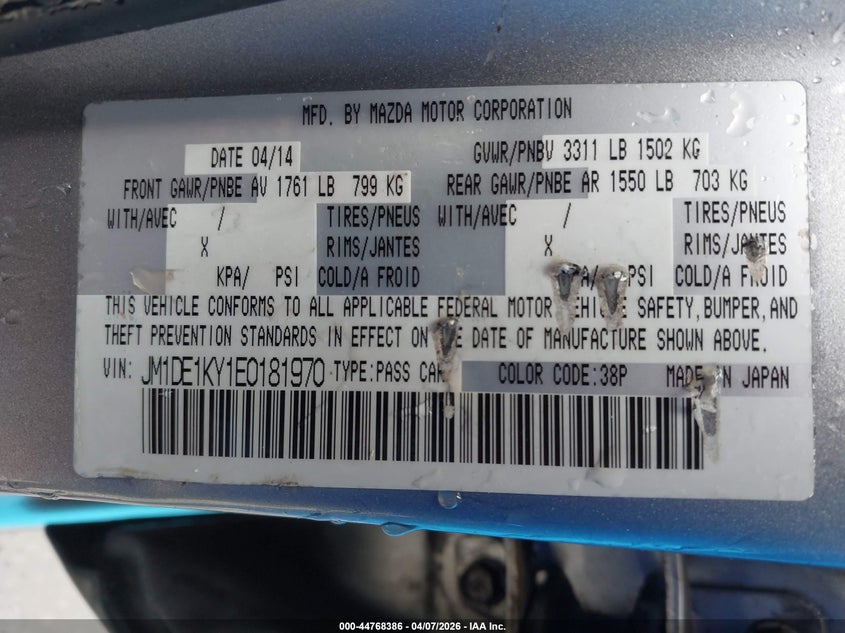 MFD. BY MAZDA MOTOR CORPORATION
DATE 04/14 GVWR/PNBV 3311 LB 1502 KG
FRONT GAWR/PNBE AV 1761 LB 799 KG REAR GAWR/PNBE AR 1550 LB 703 KG
WITH/AVEC / TIRES/PNEUS WITH/AVEC / TIRES/PNEUS
X RIMS/JANTES X RIMS/JANTES
KPA/ PSI COLD/A FROID KPA/ PSI COLD/A FROID
THIS VEHICLE CONFORMS TO ALL APPLICABLE FEDERAL MOTOR VEHICLE SAFETY, BUMPER, AND
THEFT PREVENTION STANDARDS IN EFFECT ON THE DATE OF MANUFACTURE SHOWN ABOVE.
VIN: JM1DE1KY1E0181970 TYPE:PASS CAR COLOR CODE:38P MADE IN JAPAN
000-44768386 - 04/07/2026 - IAA Inc.